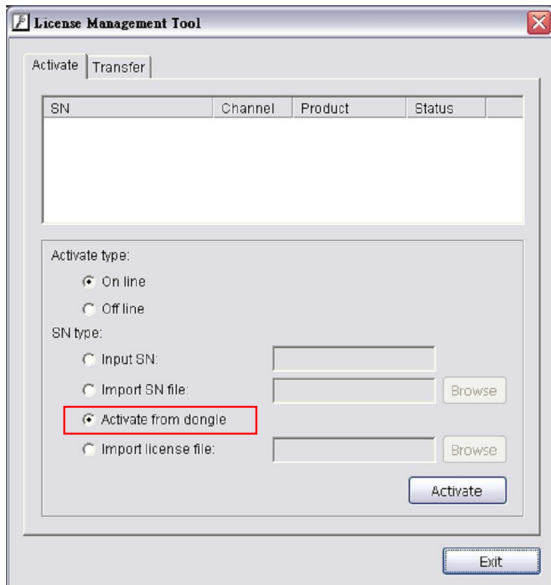 License Management Tool
Activate Transfer
SN Channel Product Status
Activate type:
On line
Off line
SN type:
Input SN:
Import SN file: Browse
Activate from dongle
Import license file: Browse
Activate
Exit